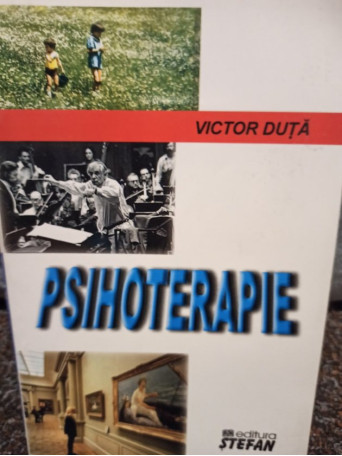 VICTOR DUȚĂ
PSIHOTERAPIE
editura
ȘTEFAN